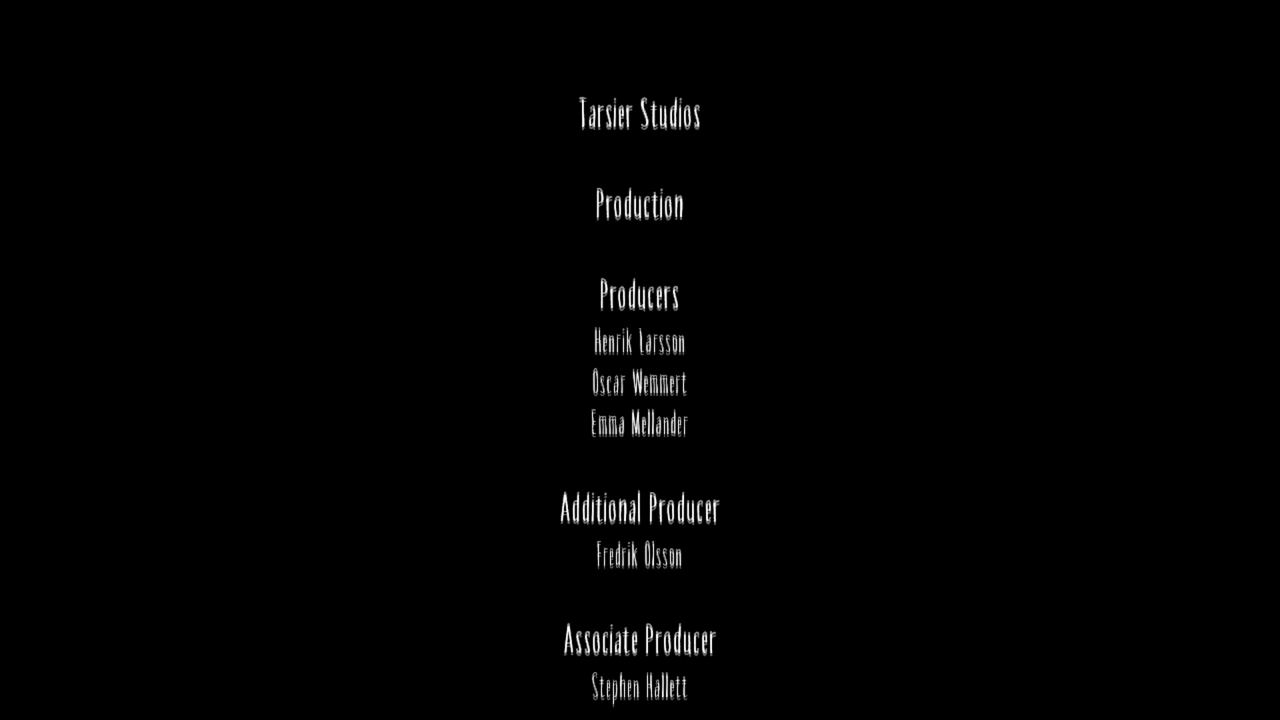 Tarsier Studios
Production
Producers
Henrik Larsson
Oscar Wemmert
Emma Mellander
Additional Producer
Fredrik Olsson
Associate Producer
Stephen Hallett